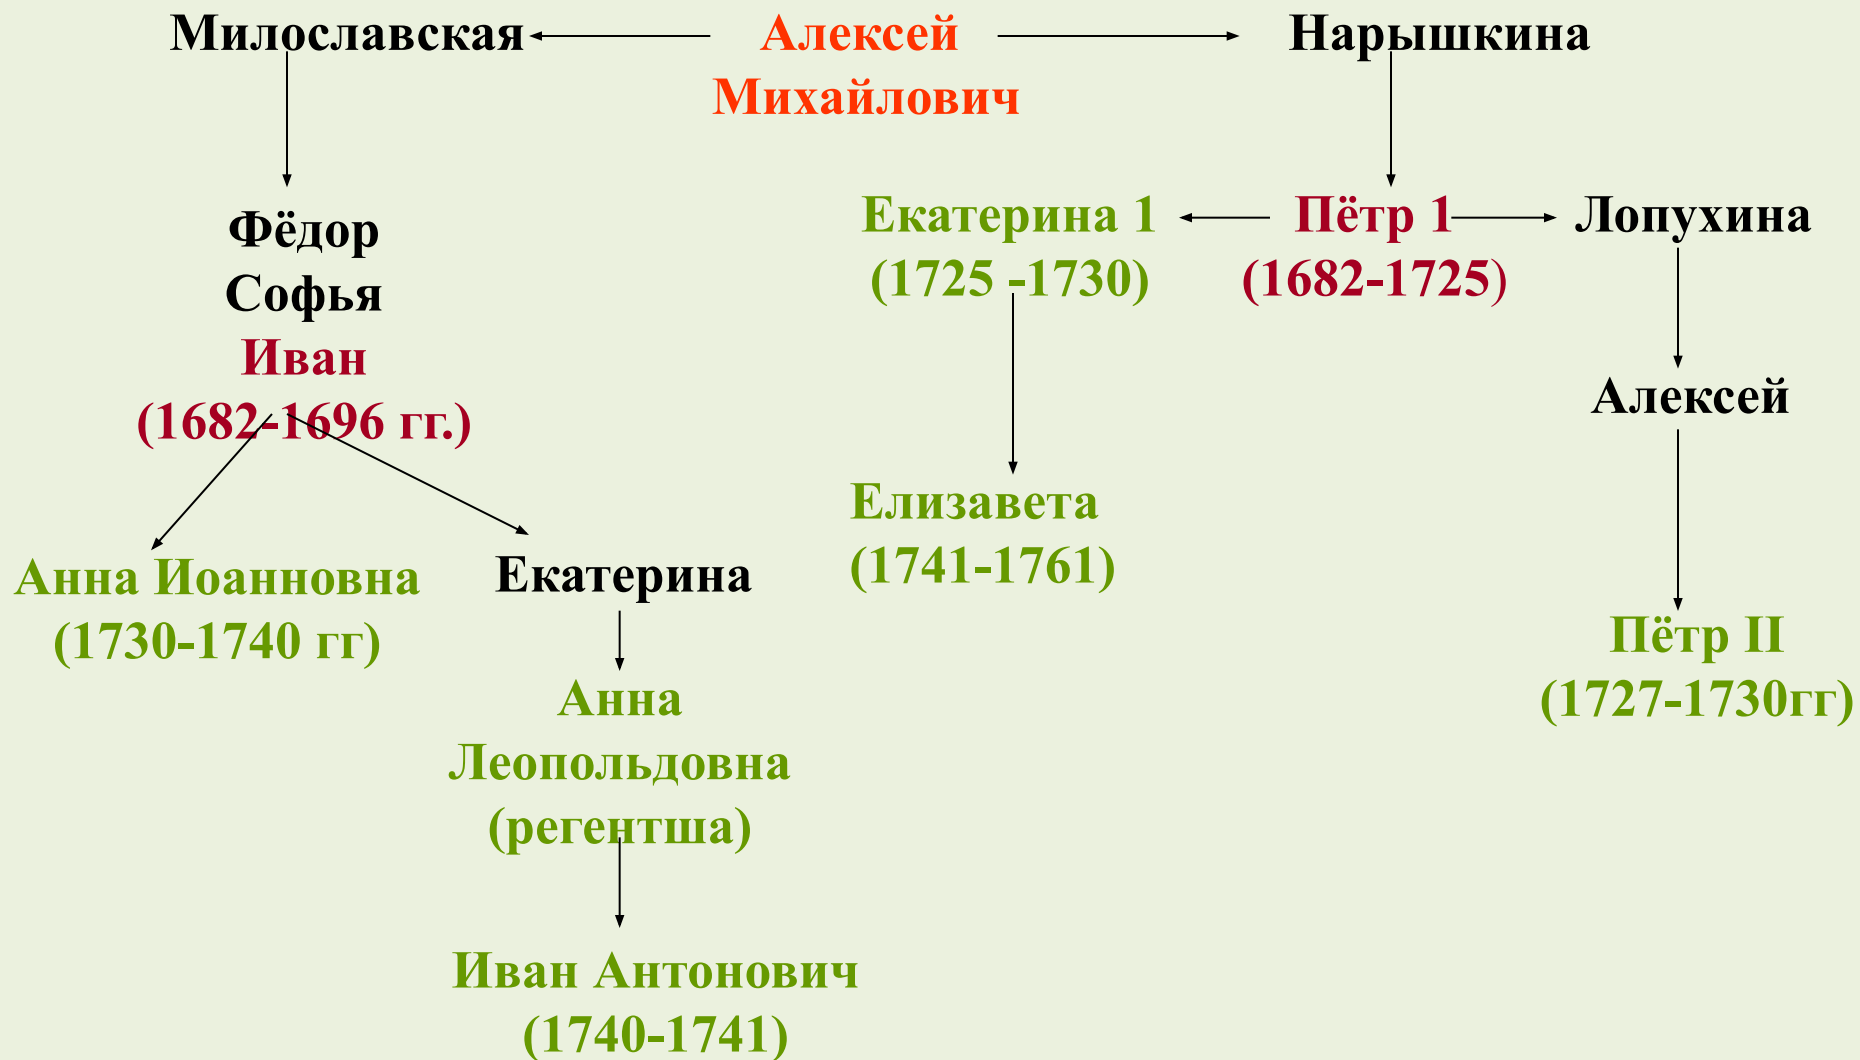 Милославская
Алексей
Михайлович
Нарышкина
Фёдор
Софья
Иван
(1682-1696 гг.)
Екатерина 1
(1725 -1730)
Пётр 1
(1682-1725)
Лопухина
Алексей
Елизавета
(1741-1761)
Анна Иоанновна
(1730-1740 гг)
Екатерина
Пётр II
(1727-1730гг)
Анна
Леопольдовна
(регентша)
Иван Антонович
(1740-1741)